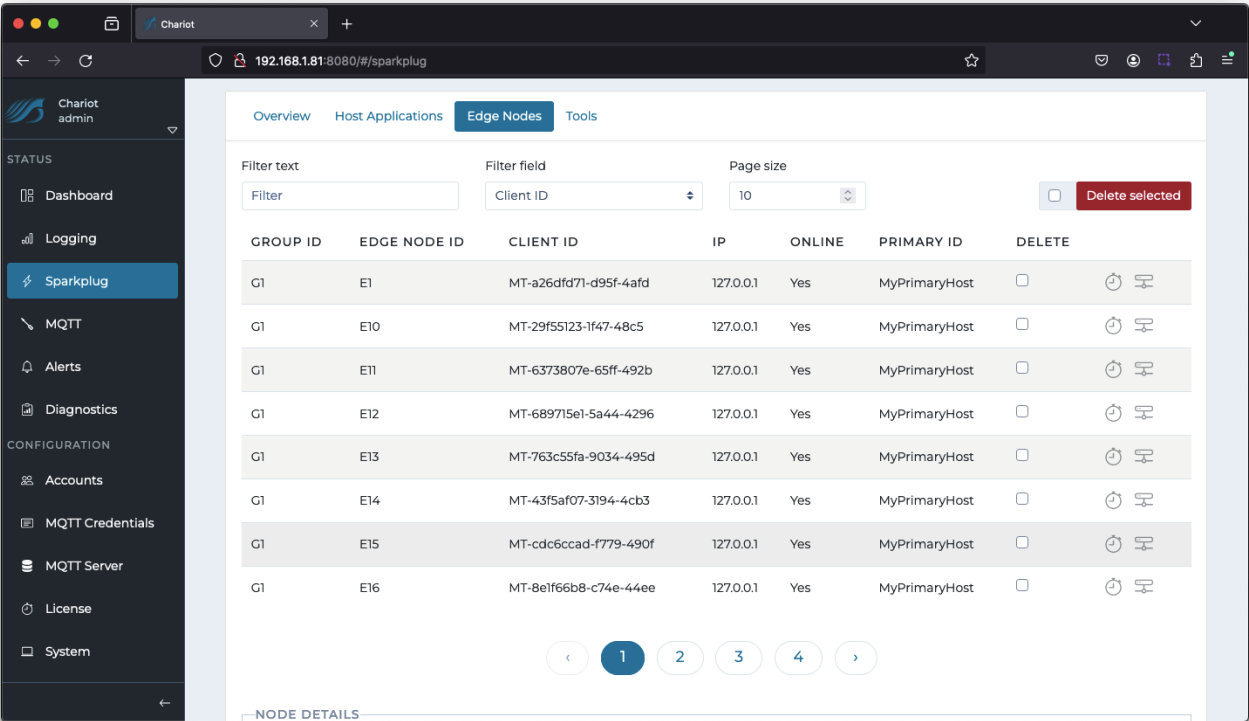 Chariot
192.168.1.81:8080/#/sparkplug
Chariot
admin
STATUS
Dashboard
Logging
Sparkplug
MQTT
Alerts
Diagnostics
CONFIGURATION
Accounts
MQTT Credentials
MQTT Server
License
System
Overview Host Applications Edge Nodes Tools
Filter text Filter field Page size
Filter Client ID 10 Delete selected
GROUP ID EDGE NODE ID CLIENT ID IP ONLINE PRIMARY ID DELETE
G1 E1 MT-a26dfd71-d95f-4afd 127.0.0.1 Yes MyPrimaryHost
G1 E10 MT-29f55123-1f47-48c5 127.0.0.1 Yes MyPrimaryHost
G1 E11 MT-6373807e-65ff-492b 127.0.0.1 Yes MyPrimaryHost
G1 E12 MT-689715e1-5a44-4296 127.0.0.1 Yes MyPrimaryHost
G1 E13 MT-763c55fa-9034-495d 127.0.0.1 Yes MyPrimaryHost
G1 E14 MT-43f5af07-3194-4cb3 127.0.0.1 Yes MyPrimaryHost
G1 E15 MT-cdc6ccad-f779-490f 127.0.0.1 Yes MyPrimaryHost
G1 E16 MT-8e1f66b8-c74e-44ee 127.0.0.1 Yes MyPrimaryHost
‹ 1 2 3 4 ›
NODE DETAILS